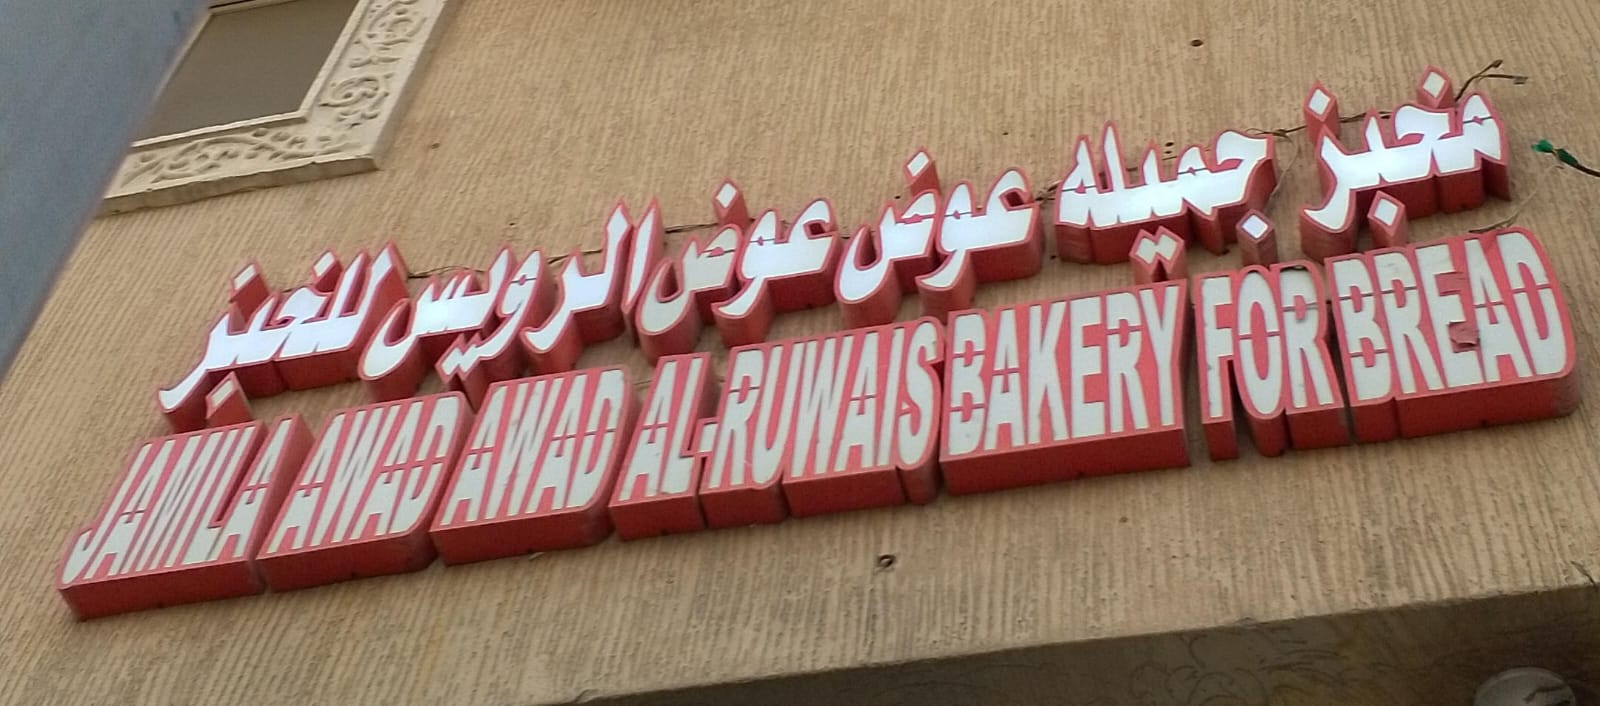 مخبز جميله عوض عوض الرويس للخبز
JAMILA AWAD AWAD AL-RUWAIS BAKERY FOR BREAD